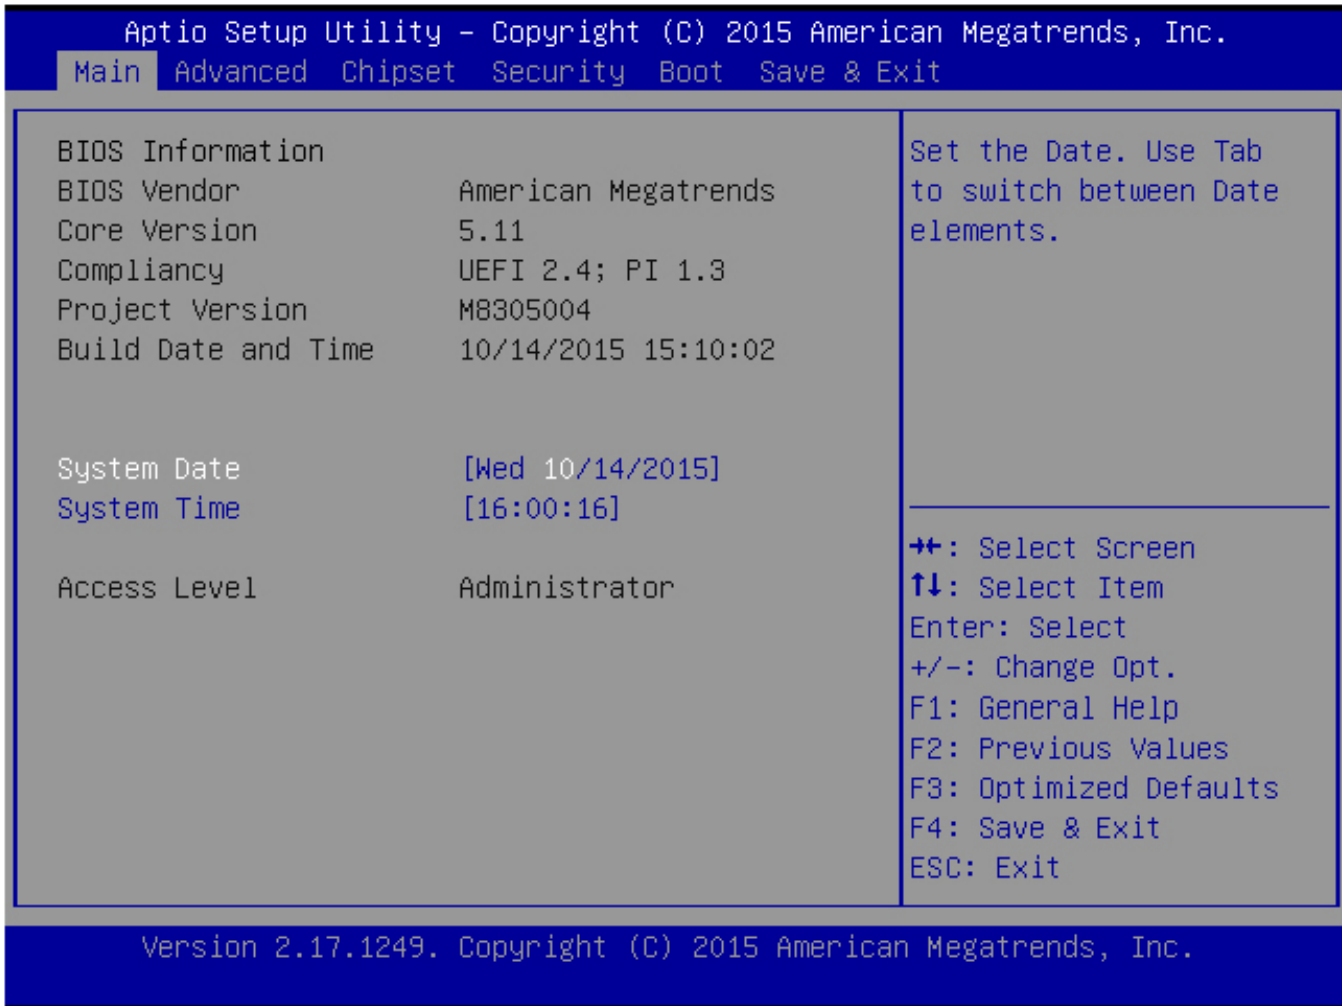 Aptio Setup Utility – Copyright (C) 2015 American Megatrends, Inc.
Main Advanced Chipset Security Boot Save & Exit
BIOS Information
BIOS Vendor American Megatrends
Core Version 5.11
Compliancy UEFI 2.4; PI 1.3
Project Version M8305004
Build Date and Time 10/14/2015 15:10:02
System Date [Wed 10/14/2015]
System Time [16:00:16]
Access Level Administrator
Set the Date. Use Tab
to switch between Date
elements.
→←: Select Screen
↑↓: Select Item
Enter: Select
+/-: Change Opt.
F1: General Help
F2: Previous Values
F3: Optimized Defaults
F4: Save & Exit
ESC: Exit
Version 2.17.1249. Copyright (C) 2015 American Megatrends, Inc.